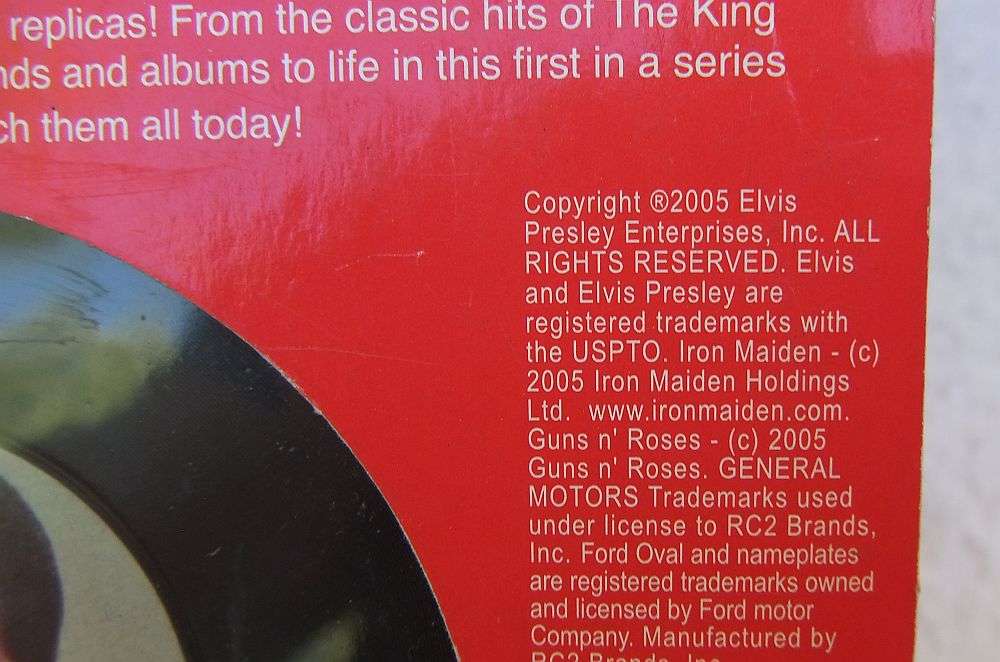 replicas! From the classic hits of The King
nds and albums to life in this first in a series
ch them all today!
Copyright ®2005 Elvis
Presley Enterprises, Inc. ALL
RIGHTS RESERVED. Elvis
and Elvis Presley are
registered trademarks with
the USPTO. Iron Maiden - (c)
2005 Iron Maiden Holdings
Ltd. www.ironmaiden.com.
Guns n' Roses - (c) 2005
Guns n' Roses. GENERAL
MOTORS Trademarks used
under license to RC2 Brands,
Inc. Ford Oval and nameplates
are registered trademarks owned
and licensed by Ford motor
Company. Manufactured by
RC2 Brands, Inc.